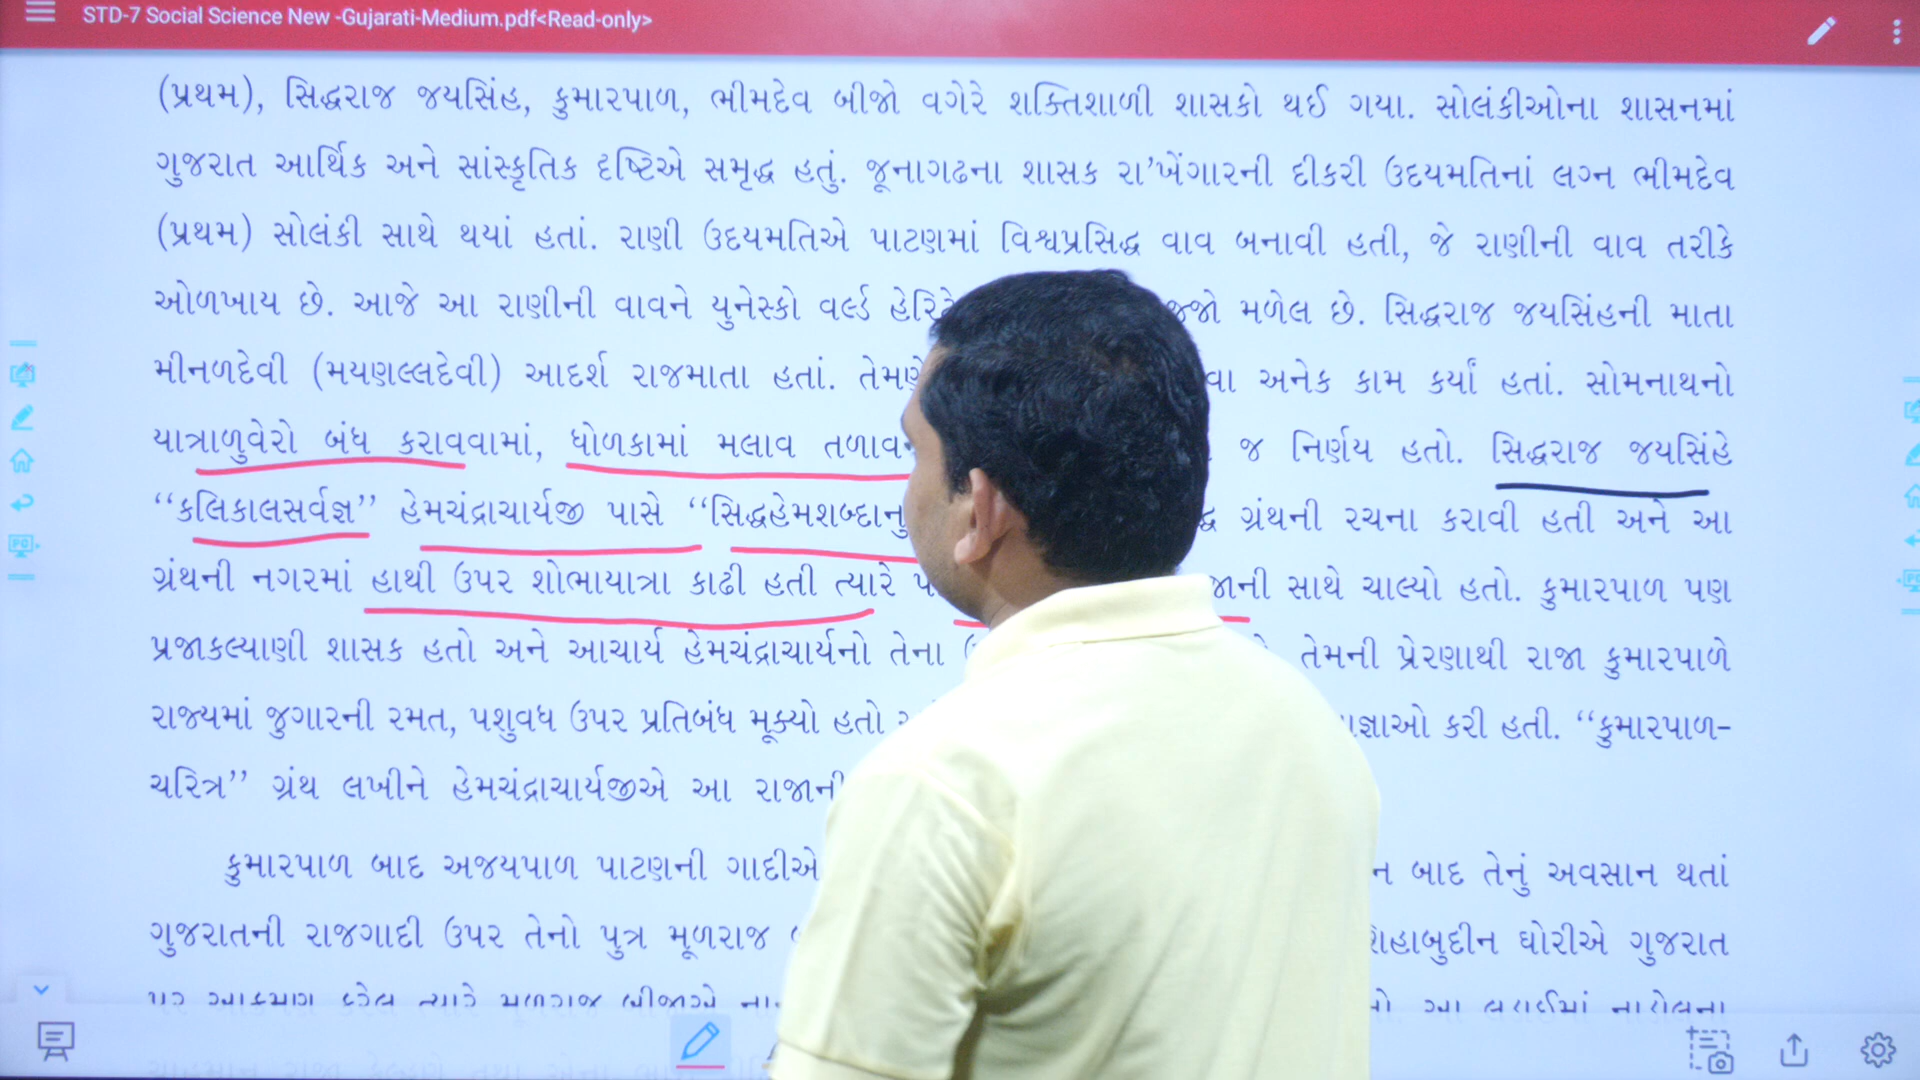 STD-7 Social Science New -Gujarati-Medium.pdf<Read-only>
(પ્રથમ), સિદ્ધરાજ જયસિંહ, કુમારપાળ, ભીમદેવ બીજો વગેરે શક્તિશાળી શાસકો થઈ ગયા. સોલંકીઓના શાસનમાં
ગુજરાત આર્થિક અને સાંસ્કૃતિક દૃષ્ટિએ સમૃદ્ધ હતું. જૂનાગઢના શાસક રા'ખેંગારની દીકરી ઉદયમતિનાં લગ્ન ભીમદેવ
(પ્રથમ) સોલંકી સાથે થયાં હતાં. રાણી ઉદયમતિએ પાટણમાં વિશ્વપ્રસિદ્ધ વાવ બનાવી હતી, જે રાણીની વાવ તરીકે
ઓળખાય છે. આજે આ રાણીની વાવને યુનેસ્કો વર્લ્ડ મળેલ છે. સિદ્ધરાજ જયસિંહની માતા
મીનળદેવી (મયણલ્લદેવી) આદર્શ રાજમાતા હતાં. અનેક કામ કર્યાં હતાં. સોમનાથનો
યાત્રાળુવેરો બંધ કરાવવામાં, ધોળકામાં મલાવ જ નિર્ણય હતો. સિદ્ધરાજ જયસિંહે
“કલિકાલસર્વજ્ઞ” હેમચંદ્રાચાર્યજી પાસે ગ્રંથની રચના કરાવી હતી અને આ
ગ્રંથની નગરમાં હાથી ઉપર શોભાયાત્રા કાઢી હતી ત્યારે સાથે ચાલ્યો હતો. કુમારપાળ પણ
પ્રજાકલ્યાણી શાસક હતો અને આચાર્ય હેમચંદ્રાચાર્યનો તેના તેમની પ્રેરણાથી રાજા કુમારપાળે
રાજ્યમાં જુગારની રમત, પશુવધ ઉપર પ્રતિબંધ મૂક્યો હતો કરી હતી. “કુમારપાળ-
ચરિત્ર” ગ્રંથ લખીને હેમચંદ્રાચાર્યજીએ આ
કુમારપાળ બાદ અજયપાળ પાટણની ગાદીએ બાદ તેનું અવસાન થતાં
ગુજરાતની રાજગાદી ઉપર તેનો પુત્ર મૂળરાજ ઘોરીએ ગુજરાત